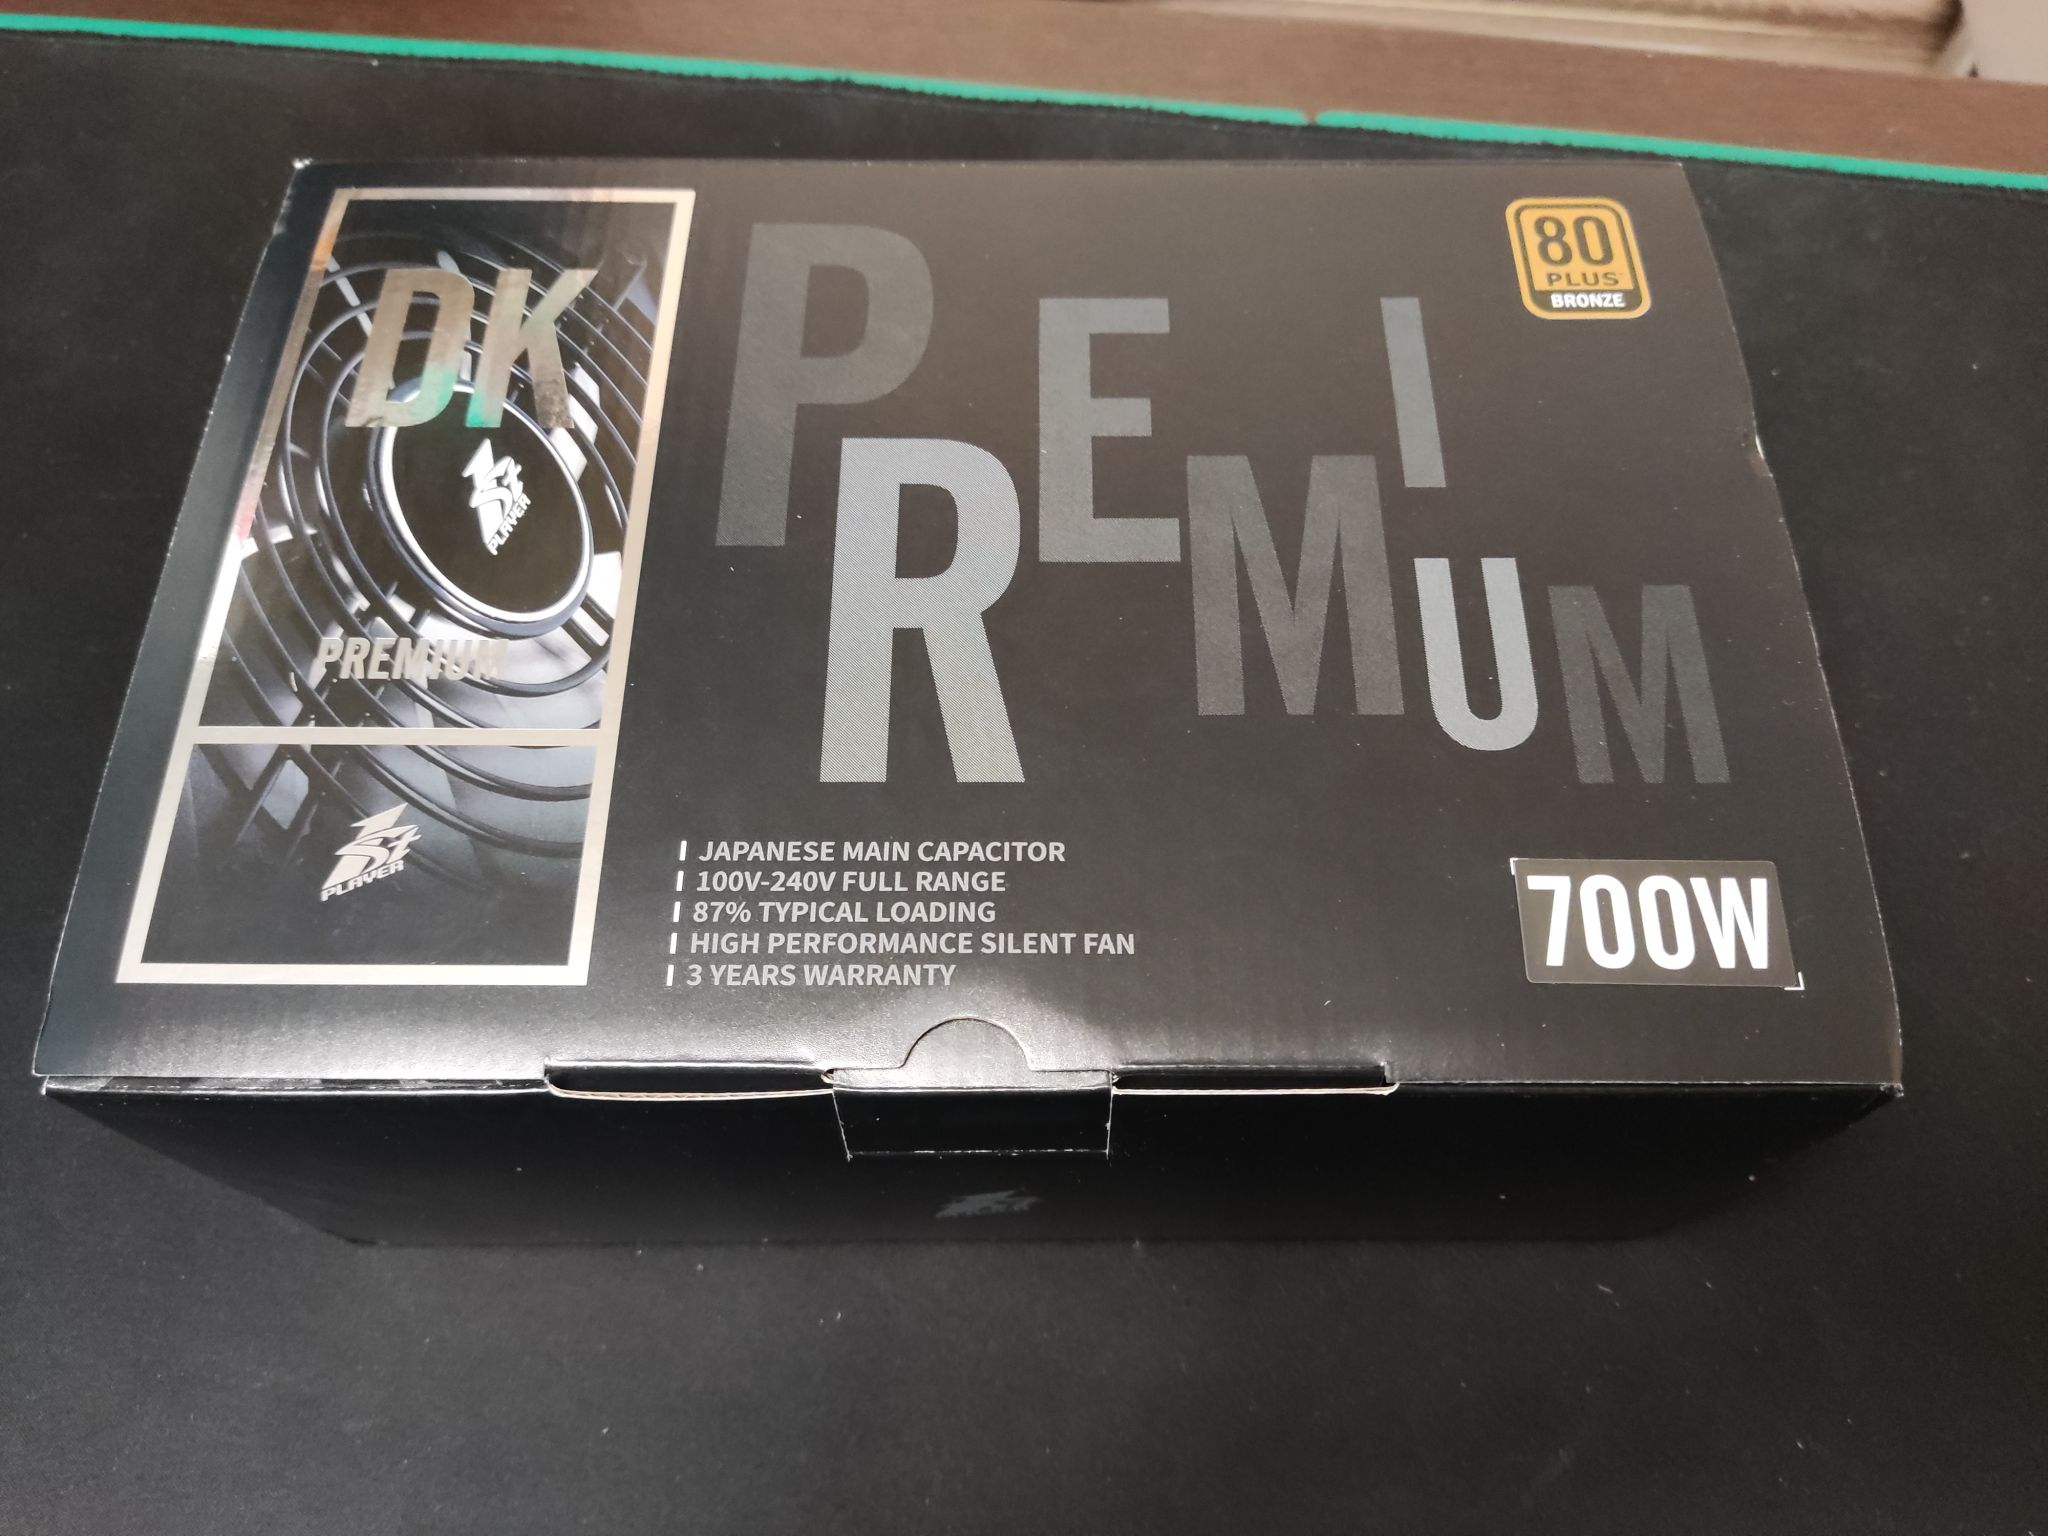 DK
1St
PLAYER
PREMIUM
1St
PLAYER
PREMIUM
80
PLUS
BRONZE
JAPANESE MAIN CAPACITOR
100V-240V FULL RANGE
87% TYPICAL LOADING
HIGH PERFORMANCE SILENT FAN
3 YEARS WARRANTY
700W